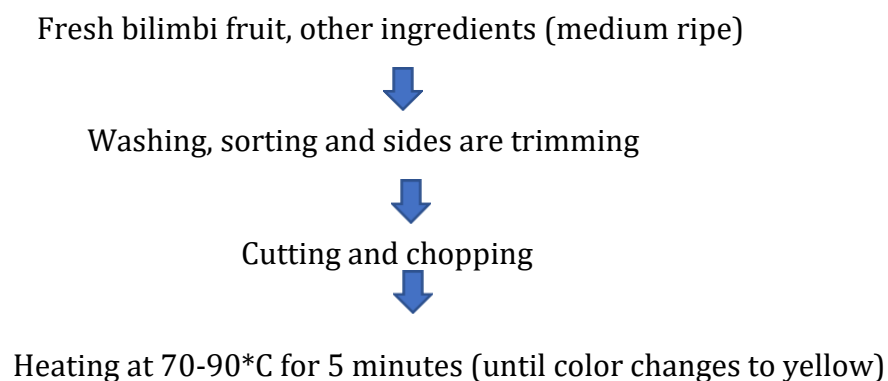 Fresh bilimbi fruit, other ingredients (medium ripe)
Washing, sorting and sides are trimming
Cutting and chopping
Heating at 70-90*C for 5 minutes (until color changes to yellow)